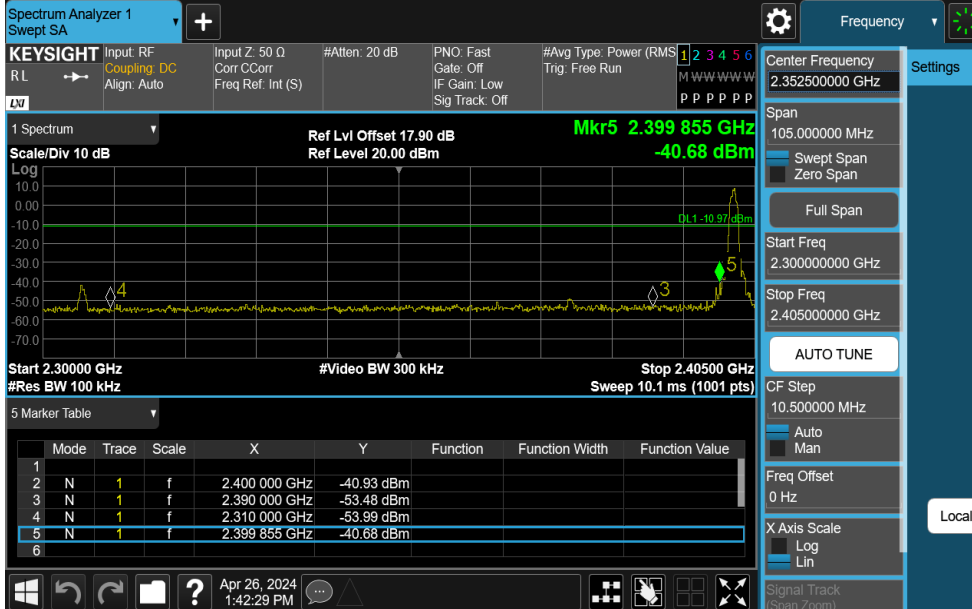 Spectrum Analyzer 1
Swept SA
+
Frequency
KEYSIGHT
RL
LXI
Input: RF
Coupling: DC
Align: Auto
Input Z: 50 Ω
Corr CCorr
Freq Ref: Int (S)
#Atten: 20 dB
PNO: Fast
Gate: Off
IF Gain: Low
Sig Track: Off
#Avg Type: Power (RMS
Trig: Free Run
1 2 3 4 5 6
M W W W W W
P P P P P P
1 Spectrum
Scale/Div 10 dB
Ref Lvl Offset 17.90 dB
Ref Level 20.00 dBm
Mkr5 2.399 855 GHz
-40.68 dBm
Log
10.0
0.00
-10.0
-20.0
-30.0
-40.0
-50.0
-60.0
-70.0
DL1 -10.97 dBm
5
4
3
Start 2.30000 GHz
#Video BW 300 kHz
Stop 2.40500 GHz
#Res BW 100 kHz
Sweep 10.1 ms (1001 pts)
5 Marker Table
Mode Trace Scale X Y Function Function Width Function Value
1
2 N 1 f 2.400 000 GHz -40.93 dBm
3 N 1 f 2.390 000 GHz -53.48 dBm
4 N 1 f 2.310 000 GHz -53.99 dBm
5 N 1 f 2.399 855 GHz -40.68 dBm
6
?
Apr 26, 2024
1:42:29 PM
Center Frequency
2.352500000 GHz
Settings
Span
105.000000 MHz
Swept Span
Zero Span
Full Span
Start Freq
2.300000000 GHz
Stop Freq
2.405000000 GHz
AUTO TUNE
CF Step
10.500000 MHz
Auto
Man
Freq Offset
0 Hz
Local
X Axis Scale
Log
Lin
Signal Track
(Span Zoom)